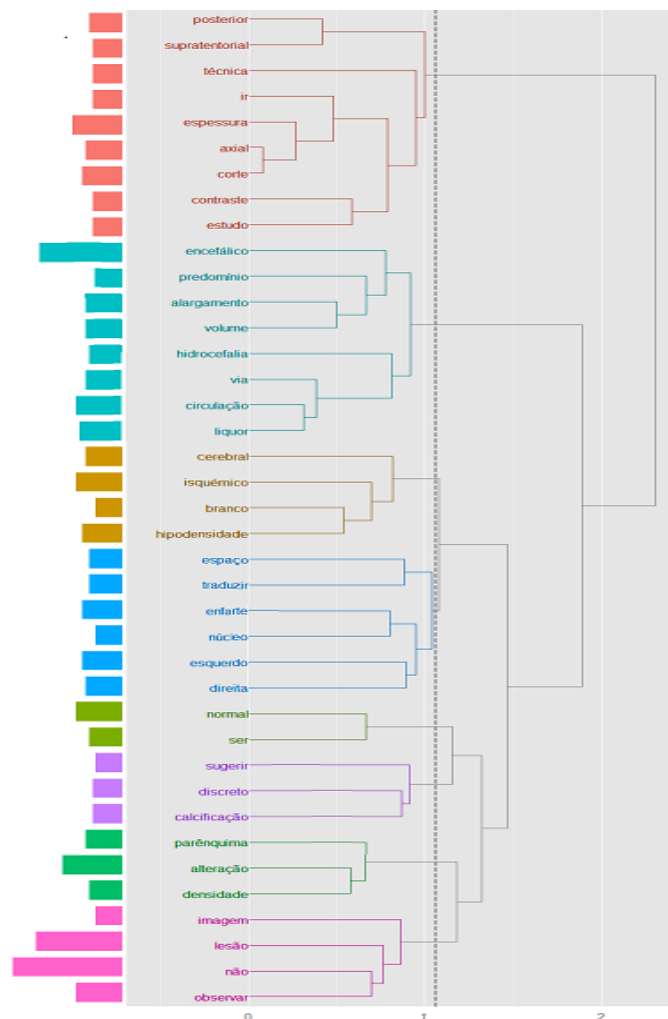 posterior
supratentorial
técnica
ir
espessura
axial
corte
contraste
estudo
encefálico
predomínio
alargamento
volume
hidrocefalia
via
circulação
liquor
cerebral
isquêmico
branco
hipodensidade
espaço
traduzir
enfarte
núcleo
esquerdo
direita
normal
ser
sugerir
discreto
calcificação
parênquima
alteração
densidade
imagem
lesão
não
observar
0 1 2